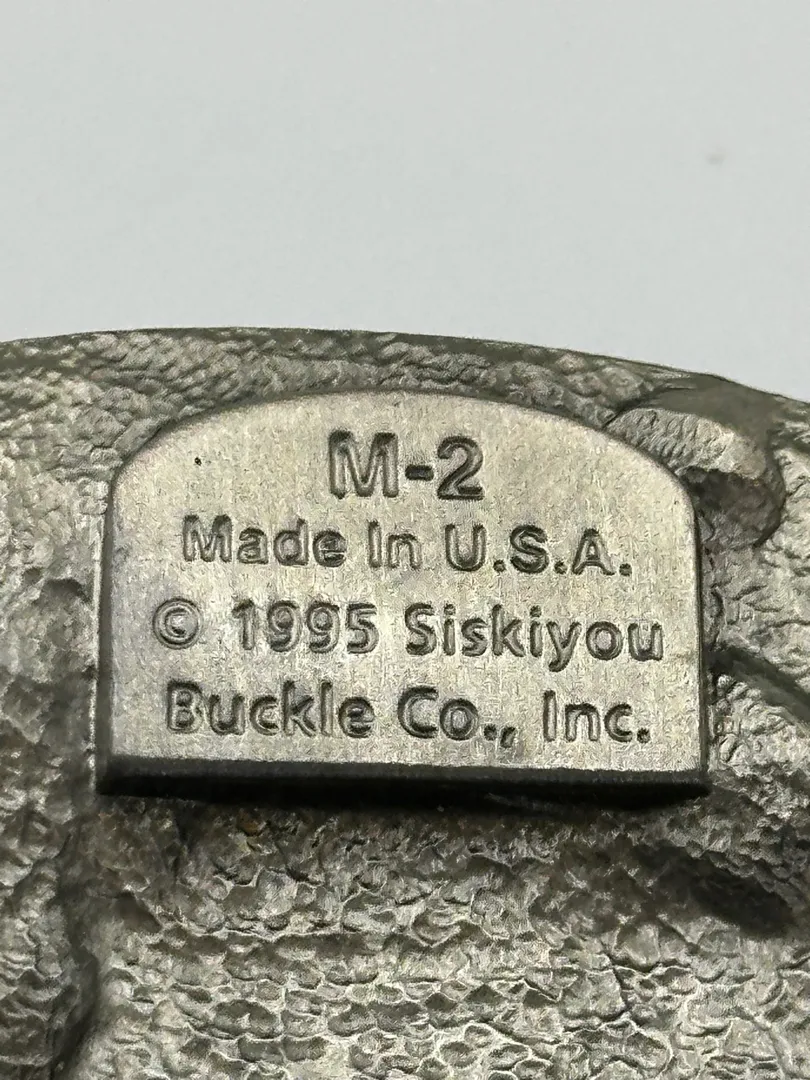 M-2
Made In U.S.A.
© 1995 Siskiyou
Buckle Co., Inc.